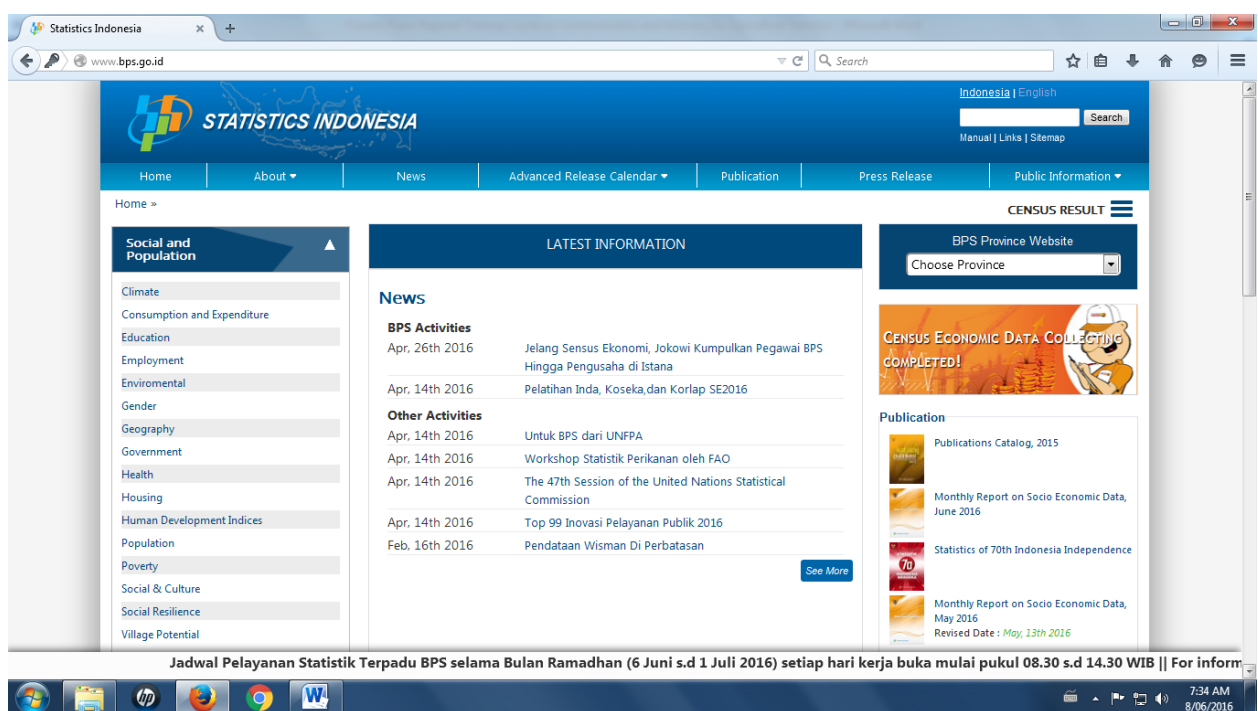 Statistics Indonesia
www.bps.go.id
Search
Indonesia | English
STATISTICS INDONESIA
Search
Manual | Links | Sitemap
Home
About
News
Advanced Release Calendar
Publication
Press Release
Public Information
Home »
CENSUS RESULT
Social and
Population
Climate
Consumption and Expenditure
Education
Employment
Enviromental
Gender
Geography
Government
Health
Housing
Human Development Indices
Population
Poverty
Social & Culture
Social Resilience
Village Potential
LATEST INFORMATION
News
BPS Activities
Apr, 26th 2016 Jelang Sensus Ekonomi, Jokowi Kumpulkan Pegawai BPS
Hingga Pengusaha di Istana
Apr, 14th 2016 Pelatihan Inda, Koseka,dan Korlap SE2016
Other Activities
Apr, 14th 2016 Untuk BPS dari UNFPA
Apr, 14th 2016 Workshop Statistik Perikanan oleh FAO
Apr, 14th 2016 The 47th Session of the United Nations Statistical
Commission
Apr, 14th 2016 Top 99 Inovasi Pelayanan Publik 2016
Feb, 16th 2016 Pendataan Wisman Di Perbatasan
See More
BPS Province Website
Choose Province
CENSUS ECONOMIC DATA COLLECTING
COMPLETED!
Publication
Publications Catalog, 2015
Monthly Report on Socio Economic Data,
June 2016
Statistics of 70th Indonesia Independence
Monthly Report on Socio Economic Data,
May 2016
Revised Date : May, 13th 2016
Jadwal Pelayanan Statistik Terpadu BPS selama Bulan Ramadhan (6 Juni s.d 1 Juli 2016) setiap hari kerja buka mulai pukul 08.30 s.d 14.30 WIB || For inform
7:34 AM
8/06/2016